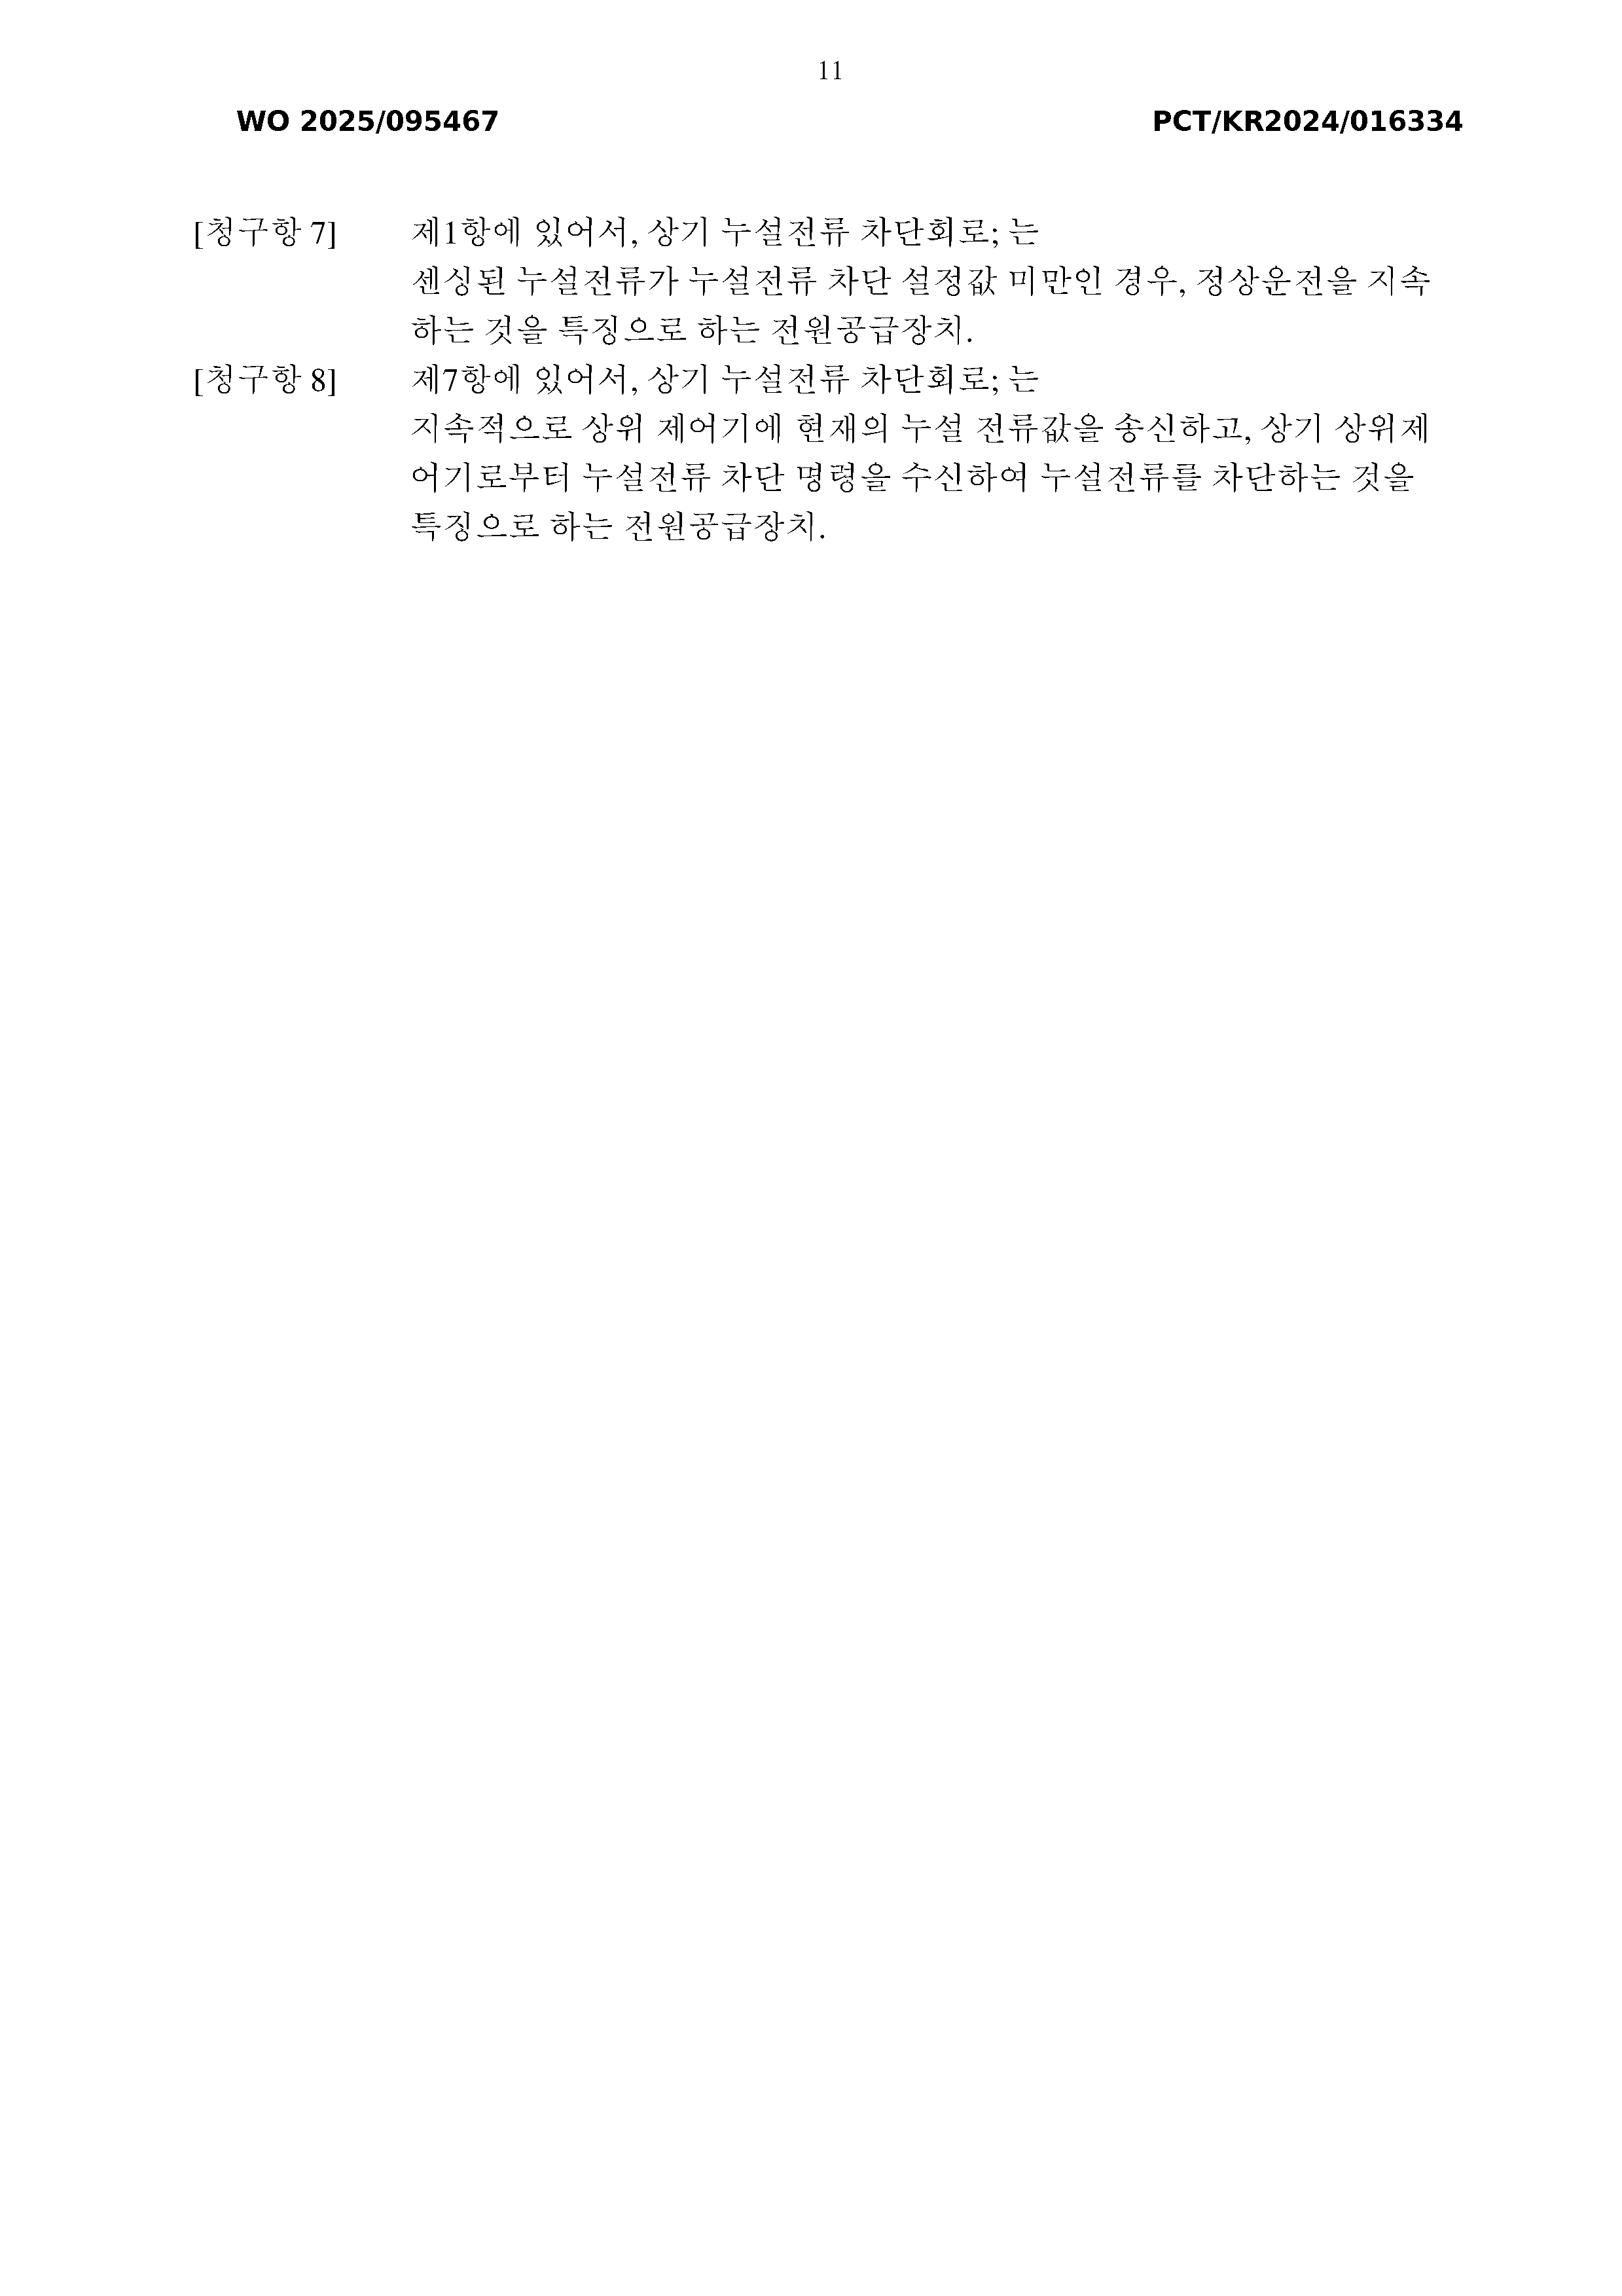 11
WO 2025/095467 PCT/KR2024/016334
[청구항 7] 제1항에 있어서, 상기 누설전류 차단회로; 는
센싱된 누설전류가 누설전류 차단 설정값 미만인 경우, 정상운전을 지속
하는 것을 특징으로 하는 전원공급장치.
[청구항 8] 제7항에 있어서, 상기 누설전류 차단회로; 는
지속적으로 상위 제어기에 현재의 누설 전류값을 송신하고, 상기 상위제
어기로부터 누설전류 차단 명령을 수신하여 누설전류를 차단하는 것을
특징으로 하는 전원공급장치.